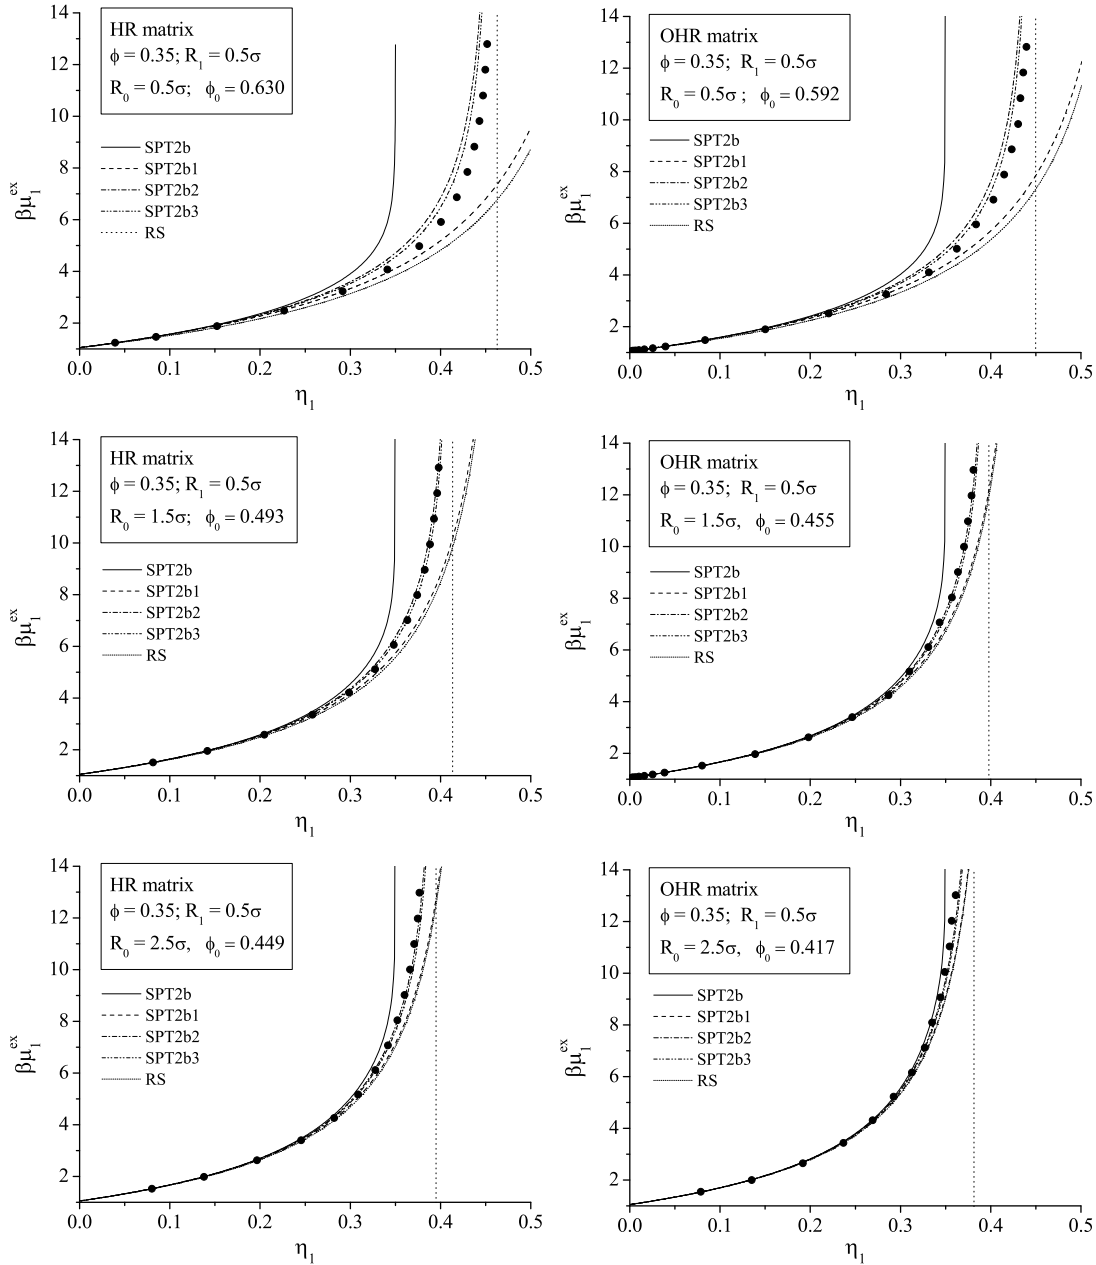 HR matrix
ϕ = 0.35; R₁ = 0.5σ
R₀ = 0.5σ; ϕ₀ = 0.630
SPT2b
SPT2b1
SPT2b2
SPT2b3
RS
βμ₁ᵉˣ
14
12
10
8
6
4
2
0.0 0.1 0.2 0.3 0.4 0.5
η₁
OHR matrix
ϕ = 0.35; R₁ = 0.5σ
R₀ = 0.5σ ; ϕ₀ = 0.592
SPT2b
SPT2b1
SPT2b2
SPT2b3
RS
βμ₁ᵉˣ
14
12
10
8
6
4
2
0.0 0.1 0.2 0.3 0.4 0.5
η₁
HR matrix
ϕ = 0.35; R₁ = 0.5σ
R₀ = 1.5σ; ϕ₀ = 0.493
SPT2b
SPT2b1
SPT2b2
SPT2b3
RS
βμ₁ᵉˣ
14
12
10
8
6
4
2
0.0 0.1 0.2 0.3 0.4 0.5
η₁
OHR matrix
ϕ = 0.35; R₁ = 0.5σ
R₀ = 1.5σ, ϕ₀ = 0.455
SPT2b
SPT2b1
SPT2b2
SPT2b3
RS
βμ₁ᵉˣ
14
12
10
8
6
4
2
0.0 0.1 0.2 0.3 0.4 0.5
η₁
HR matrix
ϕ = 0.35; R₁ = 0.5σ
R₀ = 2.5σ, ϕ₀ = 0.449
SPT2b
SPT2b1
SPT2b2
SPT2b3
RS
βμ₁ᵉˣ
14
12
10
8
6
4
2
0.0 0.1 0.2 0.3 0.4 0.5
η₁
OHR matrix
ϕ = 0.35; R₁ = 0.5σ
R₀ = 2.5σ, ϕ₀ = 0.417
SPT2b
SPT2b1
SPT2b2
SPT2b3
RS
βμ₁ᵉˣ
14
12
10
8
6
4
2
0.0 0.1 0.2 0.3 0.4 0.5
η₁